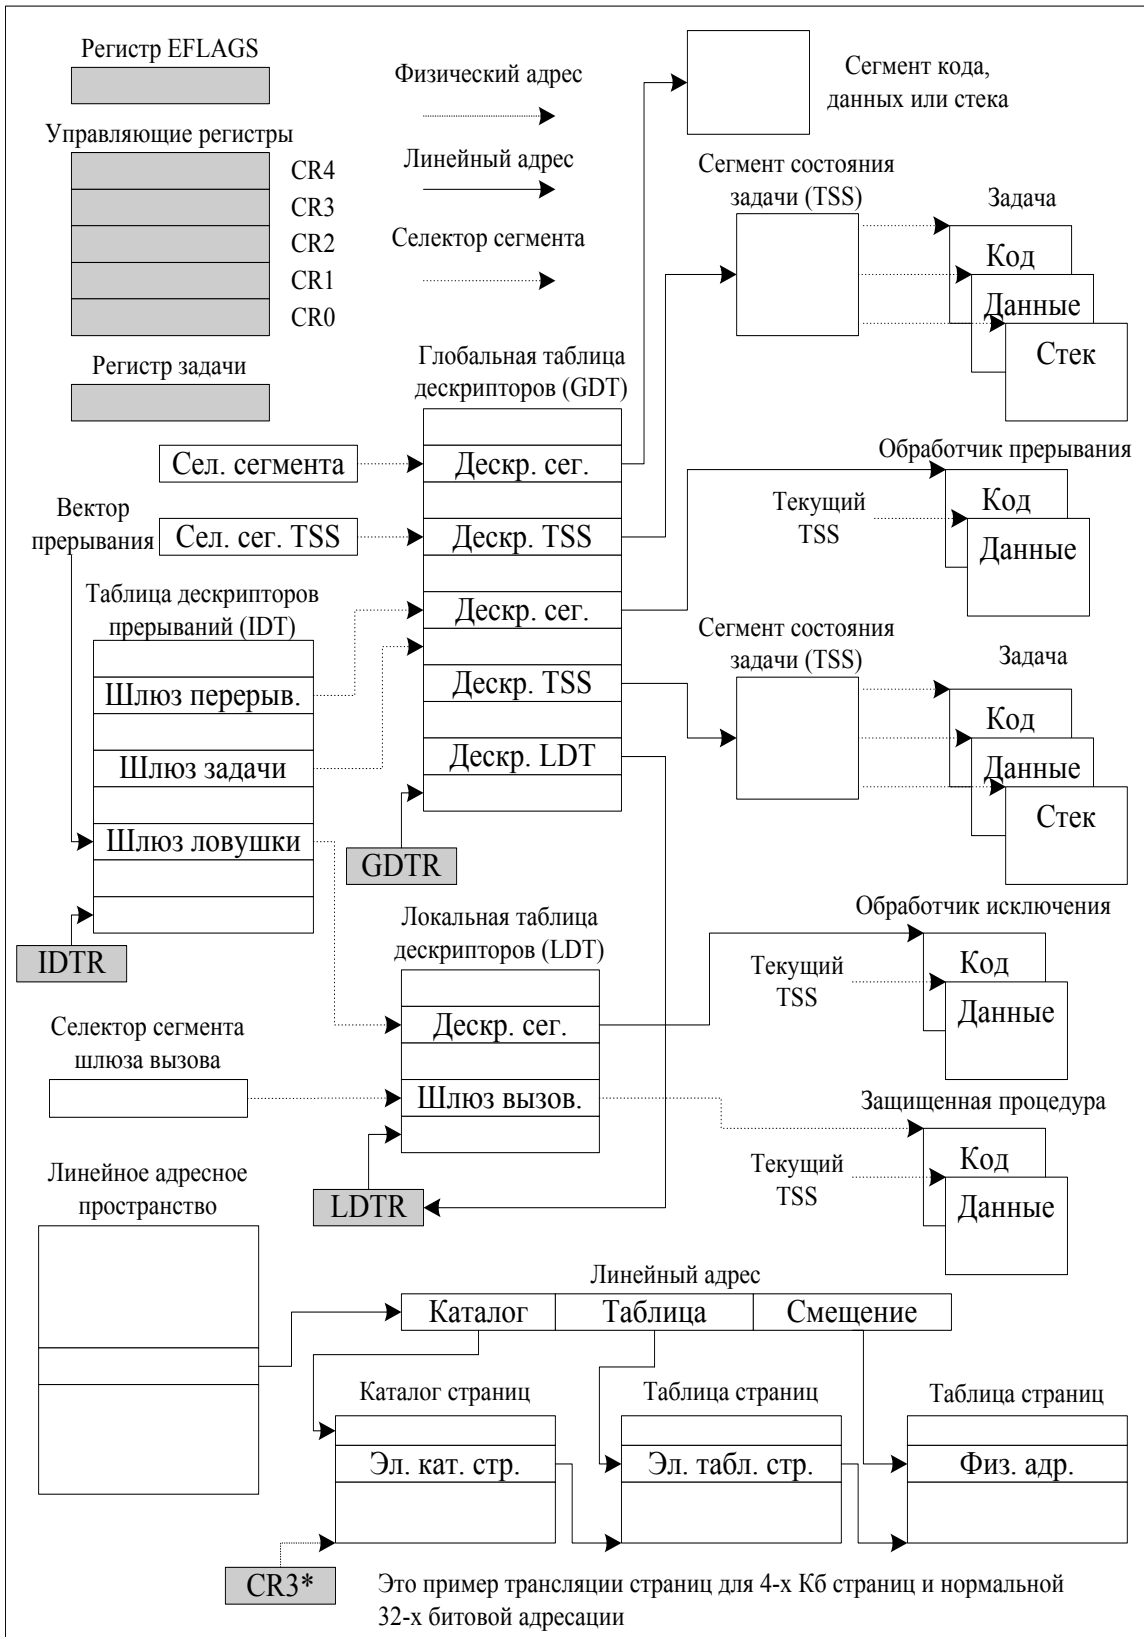 Регистр EFLAGS
Физический адрес
Сегмент кода,
данных или стека
Управляющие регистры
CR4
CR3
CR2
CR1
CR0
Линейный адрес
Селектор сегмента
Сегмент состояния
задачи (TSS)
Задача
Код
Данные
Стек
Регистр задачи
Глобальная таблица
дескрипторов (GDT)
Сел. сегмента
Дескр. сег.
Обработчик прерывания
Код
Данные
Текущий
TSS
Вектор
прерывания
Сел. сег. TSS
Дескр. TSS
Таблица дескрипторов
прерываний (IDT)
Дескр. сег.
Сегмент состояния
задачи (TSS)
Задача
Код
Данные
Стек
Шлюз перерыв.
Дескр. TSS
Шлюз задачи
Дескр. LDT
Шлюз ловушки
GDTR
IDTR
Локальная таблица
дескрипторов (LDT)
Обработчик исключения
Код
Данные
Текущий
TSS
Селектор сегмента
шлюза вызова
Дескр. сег.
Шлюз вызов.
Защищенная процедура
Код
Данные
Текущий
TSS
Линейное адресное
пространство
LDTR
Линейный адрес
Каталог
Таблица
Смещение
Каталог страниц
Таблица страниц
Таблица страниц
Эл. кат. стр.
Эл. табл. стр.
Физ. адр.
CR3*
Это пример трансляции страниц для 4-х Кб страниц и нормальной
32-х битовой адресации